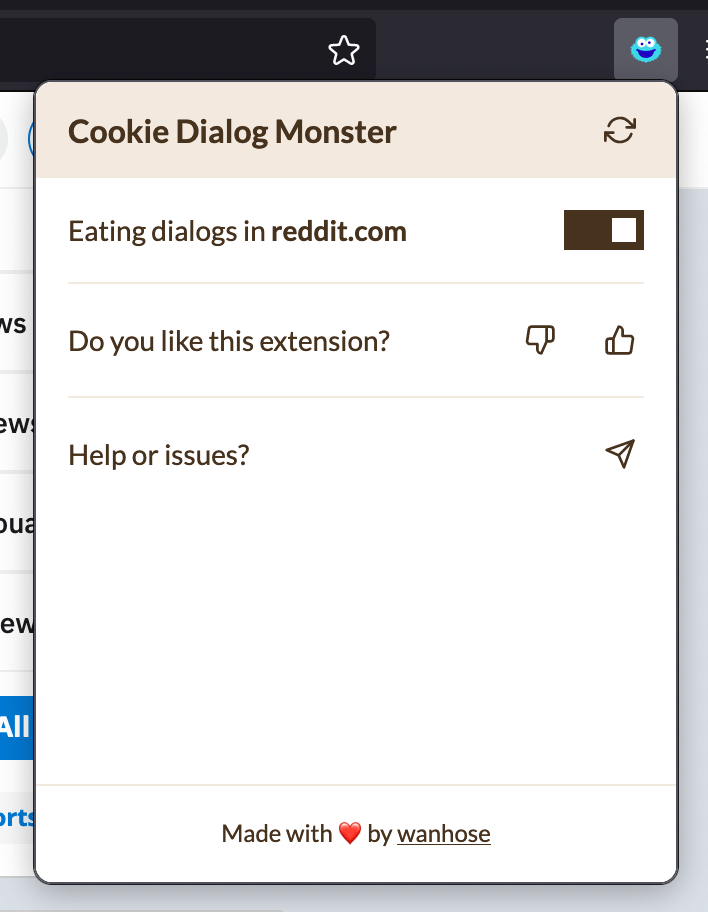 Cookie Dialog Monster
Eating dialogs in reddit.com
ws
Do you like this extension?
ews
Help or issues?
oua
ew
All
orts
Made with ❤️ by wanhose